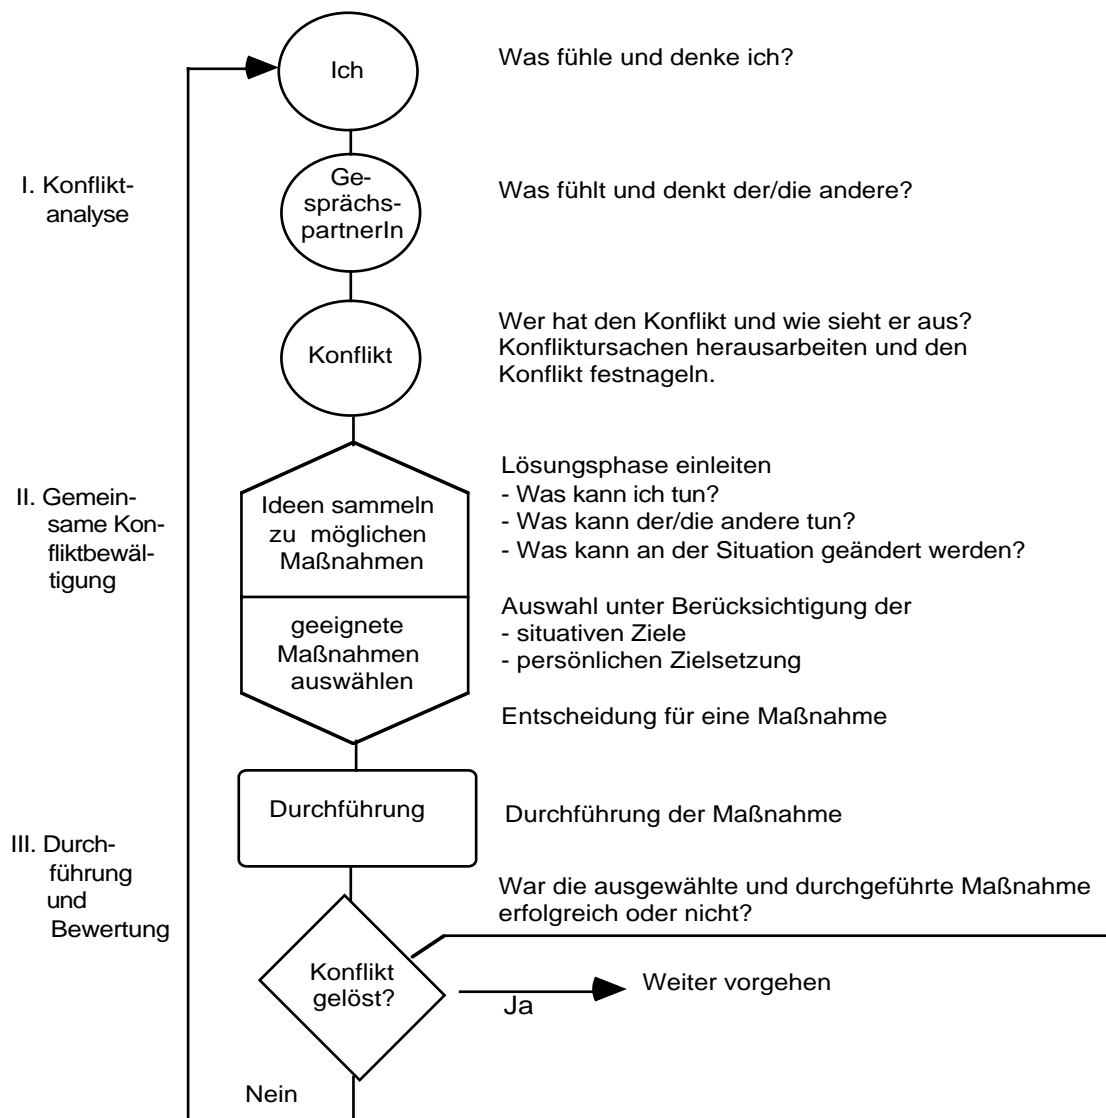 Ich
Was fühle und denke ich?
I. Konflikt-
analyse
Ge-
sprächs-
partnerIn
Was fühlt und denkt der/die andere?
Konflikt
Wer hat den Konflikt und wie sieht er aus?
Konfliktursachen herausarbeiten und den
Konflikt festnageln.
II. Gemein-
same Kon-
fliktbewäl-
tigung
Ideen sammeln
zu möglichen
Maßnahmen
Lösungsphase einleiten
- Was kann ich tun?
- Was kann der/die andere tun?
- Was kann an der Situation geändert werden?
geeignete
Maßnahmen
auswählen
Auswahl unter Berücksichtigung der
- situativen Ziele
- persönlichen Zielsetzung
Entscheidung für eine Maßnahme
III. Durch-
führung
und
Bewertung
Durchführung
Durchführung der Maßnahme
War die ausgewählte und durchgeführte Maßnahme
erfolgreich oder nicht?
Konflikt
gelöst?
Ja
Weiter vorgehen
Nein